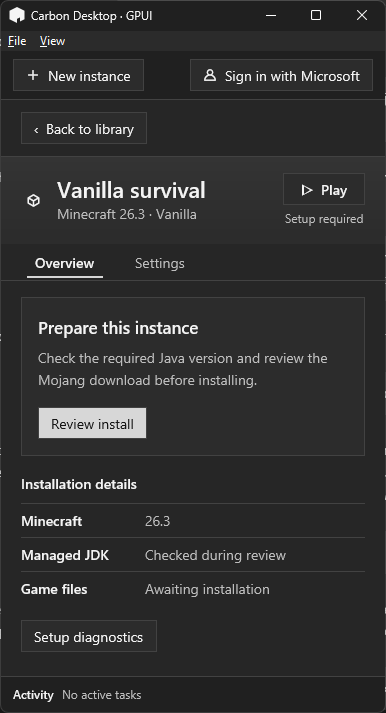 Carbon Desktop · GPUI
File View
+ New instance
Sign in with Microsoft
‹ Back to library
Vanilla survival
Minecraft 26.3 · Vanilla
Play
Setup required
Overview
Settings
Prepare this instance
Check the required Java version and review the
Mojang download before installing.
Review install
Installation details
Minecraft 26.3
Managed JDK Checked during review
Game files Awaiting installation
Setup diagnostics
Activity No active tasks